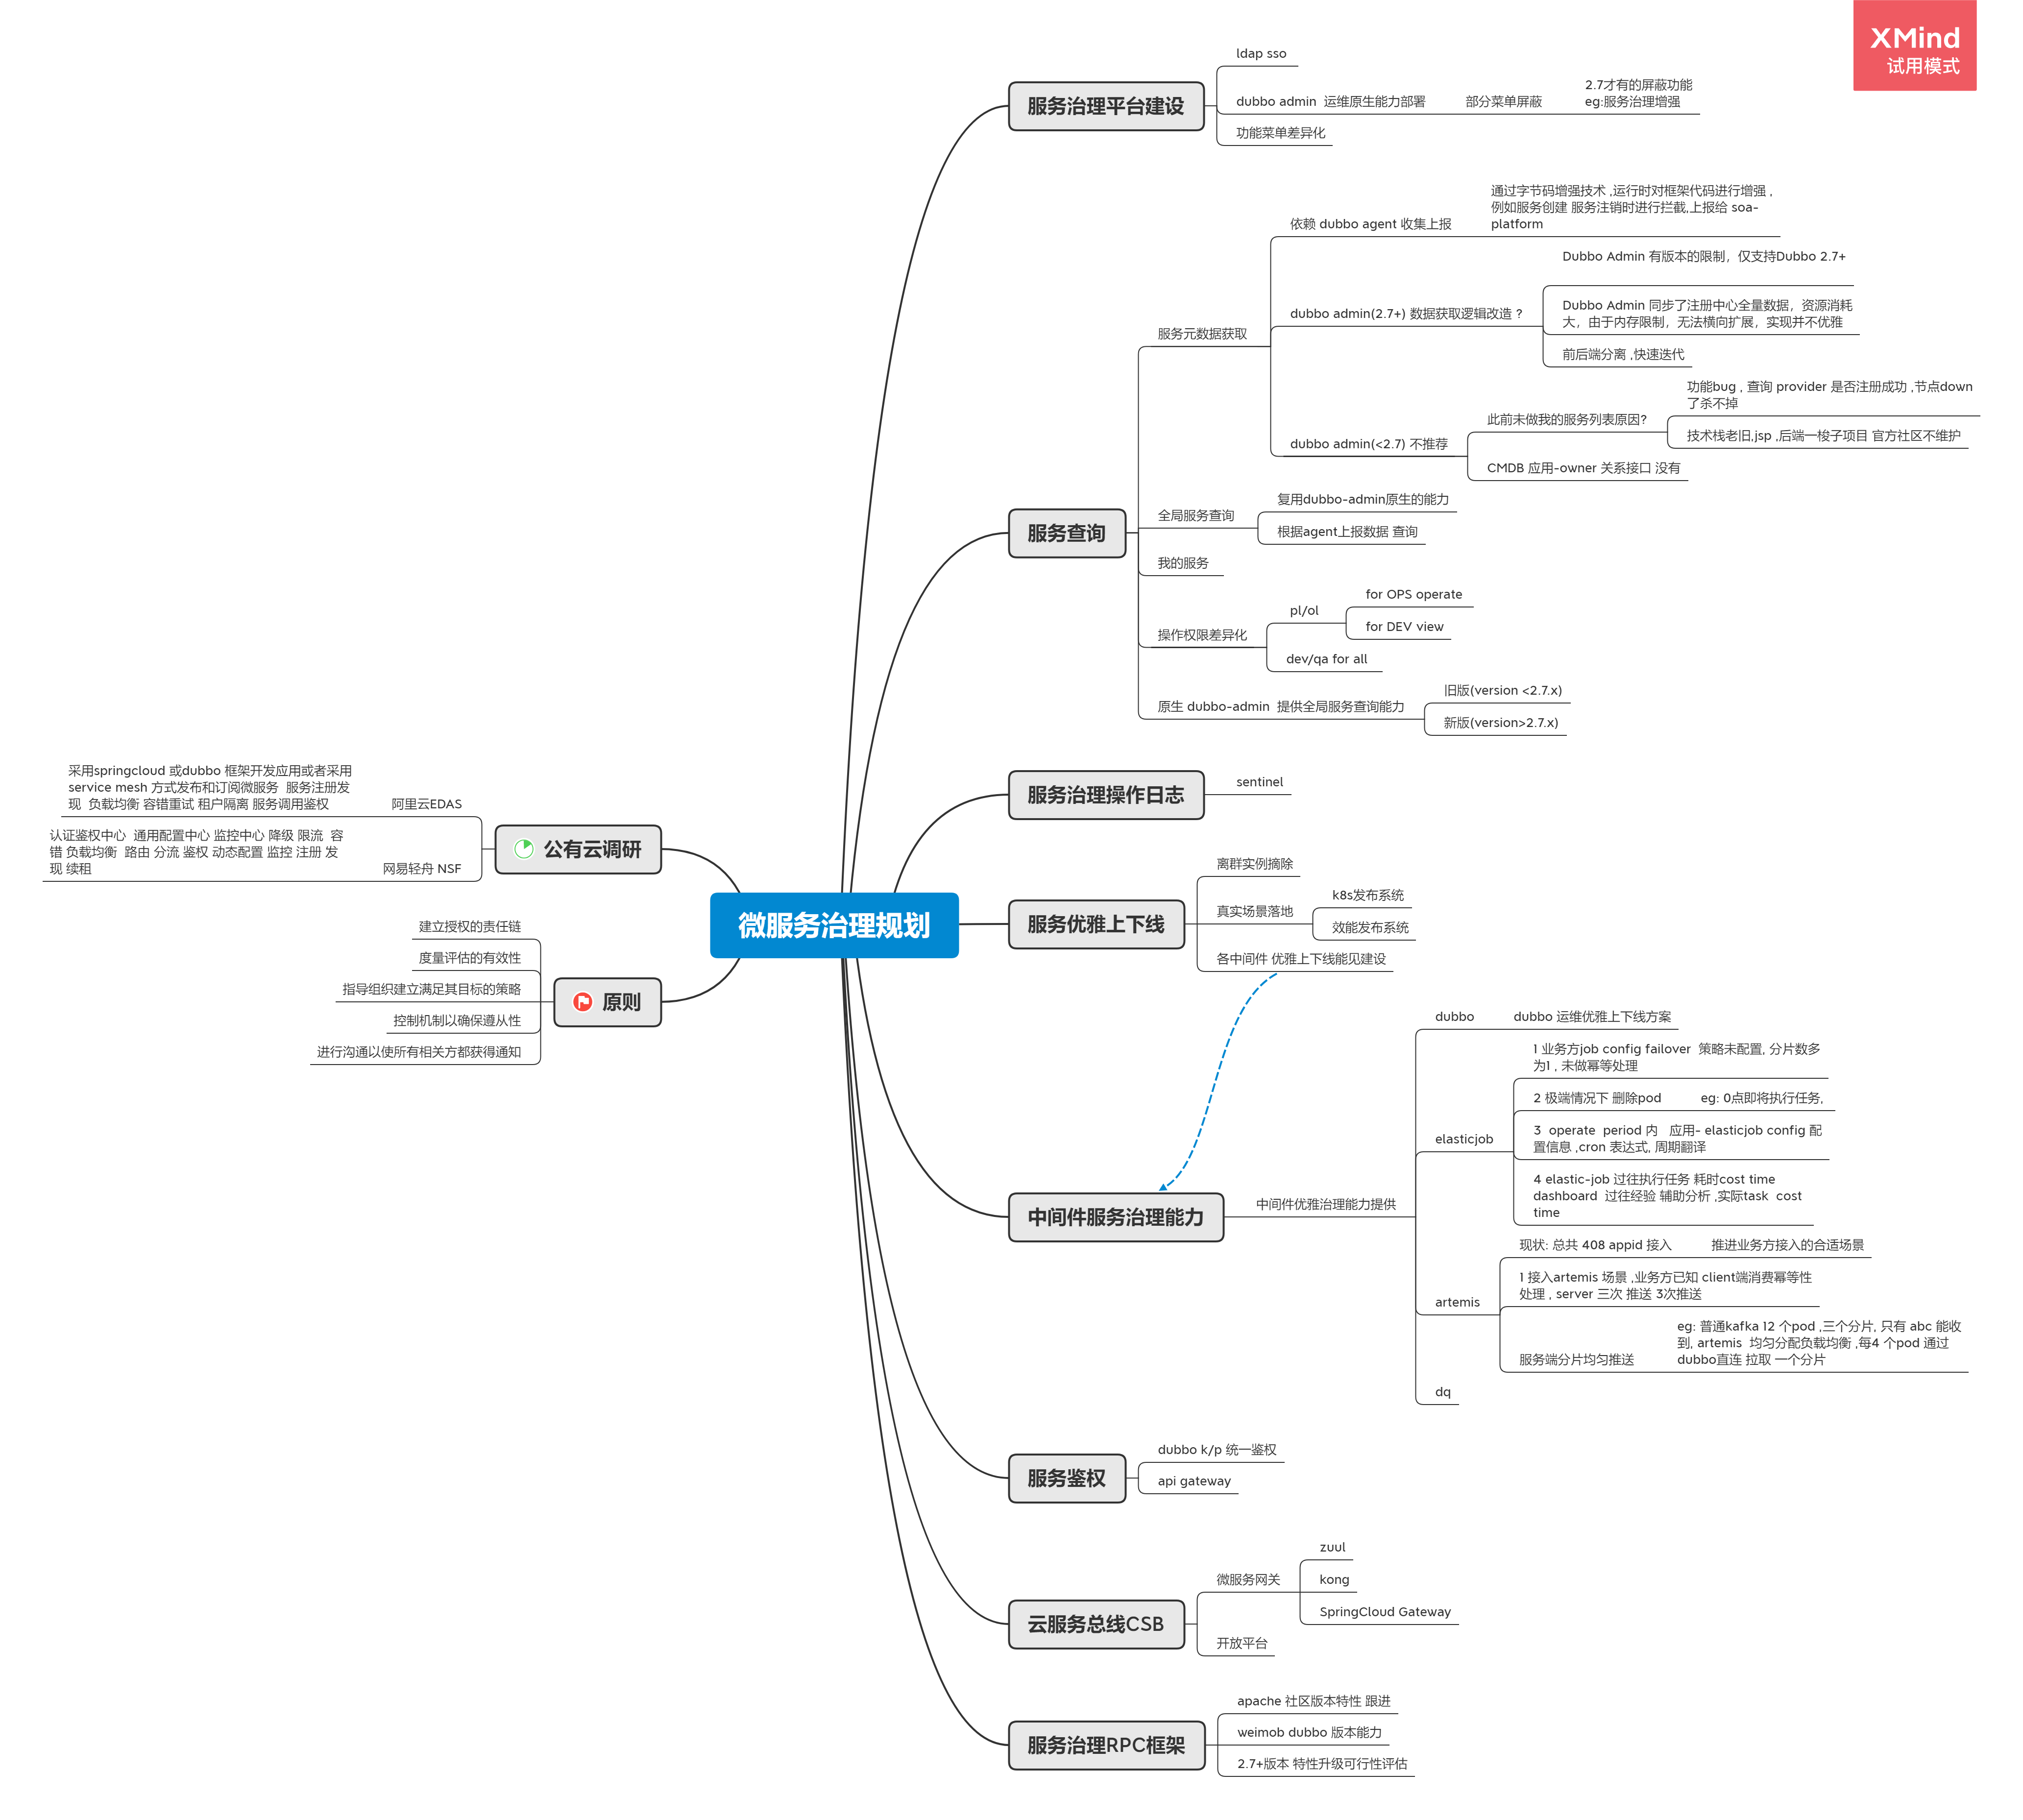 XMind
试用模式
微服务治理规划
服务治理平台建设
ldap sso
dubbo admin 运维原生能力部署
部分菜单屏蔽
2.7才有的屏蔽功能
eg:服务治理增强
功能菜单差异化
服务查询
服务元数据获取
依赖 dubbo agent 收集上报
通过字节码增强技术 ,运行时对框架代码进行增强 ,
例如服务创建 服务注销时进行拦截,上报给 soa-
platform
dubbo admin(2.7+) 数据获取逻辑改造 ?
Dubbo Admin 有版本的限制，仅支持Dubbo 2.7+
Dubbo Admin 同步了注册中心全量数据，资源消耗
大，由于内存限制，无法横向扩展，实现并不优雅
前后端分离 ,快速迭代
dubbo admin(<2.7) 不推荐
此前未做我的服务列表原因?
功能bug , 查询 provider 是否注册成功 ,节点down
了杀不掉
技术栈老旧,jsp ,后端一梭子项目 官方社区不维护
CMDB 应用-owner 关系接口 没有
全局服务查询
复用dubbo-admin原生的能力
根据agent上报数据 查询
我的服务
操作权限差异化
pl/ol
for OPS operate
for DEV view
dev/qa for all
原生 dubbo-admin 提供全局服务查询能力
旧版(version <2.7.x)
新版(version>2.7.x)
服务治理操作日志
sentinel
服务优雅上下线
离群实例摘除
真实场景落地
k8s发布系统
效能发布系统
各中间件 优雅上下线能见建设
中间件服务治理能力
中间件优雅治理能力提供
dubbo
dubbo 运维优雅上下线方案
elasticjob
1 业务方job config failover 策略未配置, 分片数多
为1 , 未做幂等处理
2 极端情况下 删除pod
eg: 0点即将执行任务,
3 operate period 内 应用- elasticjob config 配
置信息 ,cron 表达式, 周期翻译
4 elastic-job 过往执行任务 耗时cost time
dashboard 过往经验 辅助分析 ,实际task cost
time
artemis
现状: 总共 408 appid 接入
推进业务方接入的合适场景
1 接入artemis 场景 ,业务方已知 client端消费幂等性
处理 , server 三次 推送 3次推送
服务端分片均匀推送
eg: 普通kafka 12 个pod ,三个分片, 只有 abc 能收
到, artemis 均匀分配负载均衡 ,每4 个pod 通过
dubbo直连 拉取 一个分片
dq
服务鉴权
dubbo k/p 统一鉴权
api gateway
云服务总线CSB
微服务网关
zuul
kong
SpringCloud Gateway
开放平台
服务治理RPC框架
apache 社区版本特性 跟进
weimob dubbo 版本能力
2.7+版本 特性升级可行性评估
公有云调研
阿里云EDAS
采用springcloud 或dubbo 框架开发应用或者采用
service mesh 方式发布和订阅微服务 服务注册发
现 负载均衡 容错重试 租户隔离 服务调用鉴权
网易轻舟 NSF
认证鉴权中心 通用配置中心 监控中心 降级 限流 容
错 负载均衡 路由 分流 鉴权 动态配置 监控 注册 发
现 续租
原则
建立授权的责任链
度量评估的有效性
指导组织建立满足其目标的策略
控制机制以确保遵从性
进行沟通以使所有相关方都获得通知